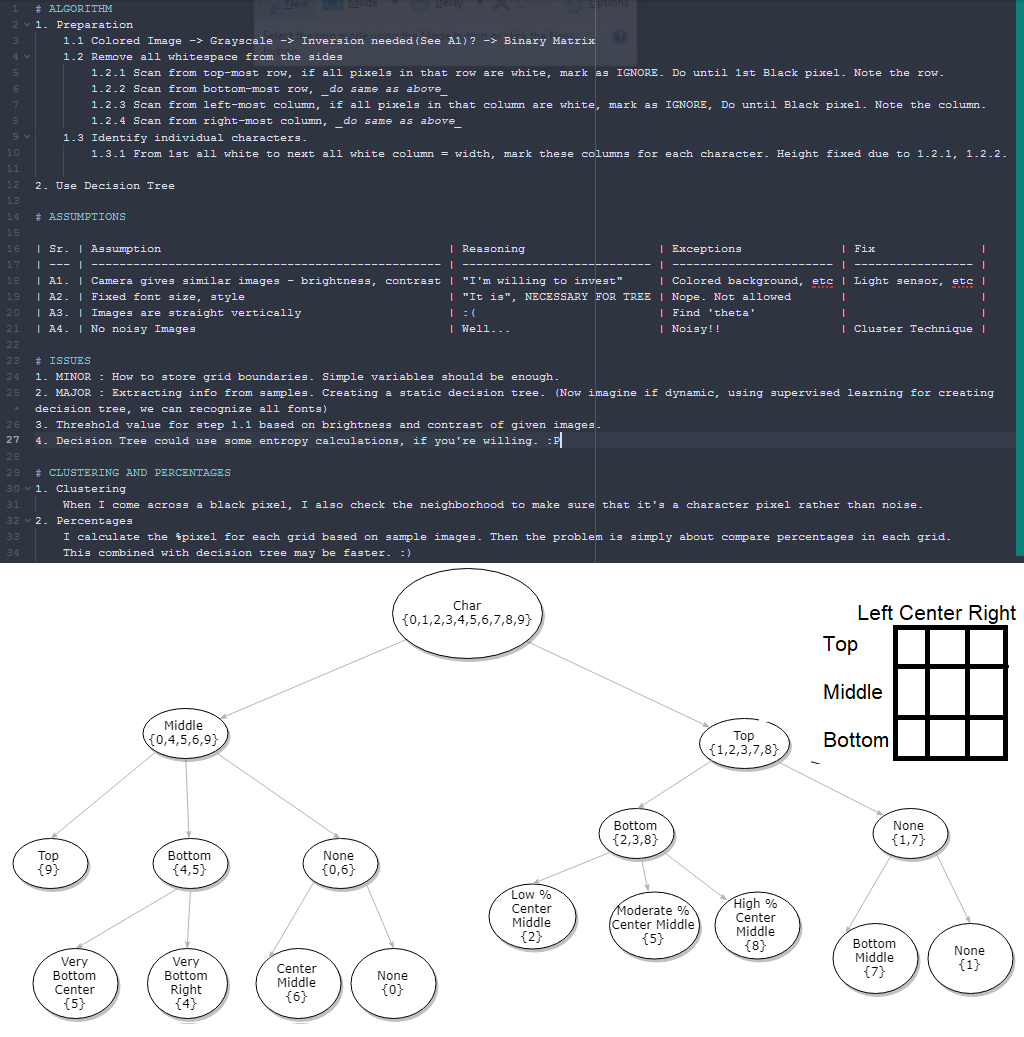 New Mode Delay Cancel Options
1 # ALGORITHM
2 1. Preparation
3 1.1 Colored Image -> Grayscale -> Inversion needed(See A1)? -> Binary Matrix
4 1.2 Remove all whitespace from the sides
5 1.2.1 Scan from top-most row, if all pixels in that row are white, mark as IGNORE. Do until 1st Black pixel. Note the row.
6 1.2.2 Scan from bottom-most row, _do same as above_
7 1.2.3 Scan from left-most column, if all pixels in that column are white, mark as IGNORE, Do until Black pixel. Note the column.
8 1.2.4 Scan from right-most column, _do same as above_
9 1.3 Identify individual characters.
10 1.3.1 From 1st all white to next all white column = width, mark these columns for each character. Height fixed due to 1.2.1, 1.2.2.
11
12 2. Use Decision Tree
13
14 # ASSUMPTIONS
15
16 | Sr. | Assumption | Reasoning | Exceptions | Fix |
17 | --- | -------------------------------------------------- | --------------------------- | ----------------------- | ----------------- |
18 | A1. | Camera gives similar images - brightness, contrast | "I'm willing to invest" | Colored background, etc | Light sensor, etc |
19 | A2. | Fixed font size, style | "It is", NECESSARY FOR TREE | Nope. Not allowed | |
20 | A3. | Images are straight vertically | :( | Find 'theta' | |
21 | A4. | No noisy Images | Well... | Noisy!! | Cluster Technique |
22
23 # ISSUES
24 1. MINOR : How to store grid boundaries. Simple variables should be enough.
25 2. MAJOR : Extracting info from samples. Creating a static decision tree. (Now imagine if dynamic, using supervised learning for creating
• decision tree, we can recognize all fonts)
26 3. Threshold value for step 1.1 based on brightness and contrast of given images.
27 4. Decision Tree could use some entropy calculations, if you're willing. :P
28
29 # CLUSTERING AND PERCENTAGES
30 1. Clustering
31 When I come across a black pixel, I also check the neighborhood to make sure that it's a character pixel rather than noise.
32 2. Percentages
33 I calculate the %pixel for each grid based on sample images. Then the problem is simply about compare percentages in each grid.
34 This combined with decision tree may be faster. :)
Char
{0,1,2,3,4,5,6,7,8,9}
Left Center Right
Top
Middle
Bottom
Middle
{0,4,5,6,9}
Top
{1,2,3,7,8}
Top
{9}
Bottom
{4,5}
None
{0,6}
Bottom
{2,3,8}
None
{1,7}
Low %
Center
Middle
{2}
Moderate %
Center Middle
{5}
High %
Center
Middle
{8}
Bottom
Middle
{7}
None
{1}
Very
Bottom
Center
{5}
Very
Bottom
Right
{4}
Center
Middle
{6}
None
{0}